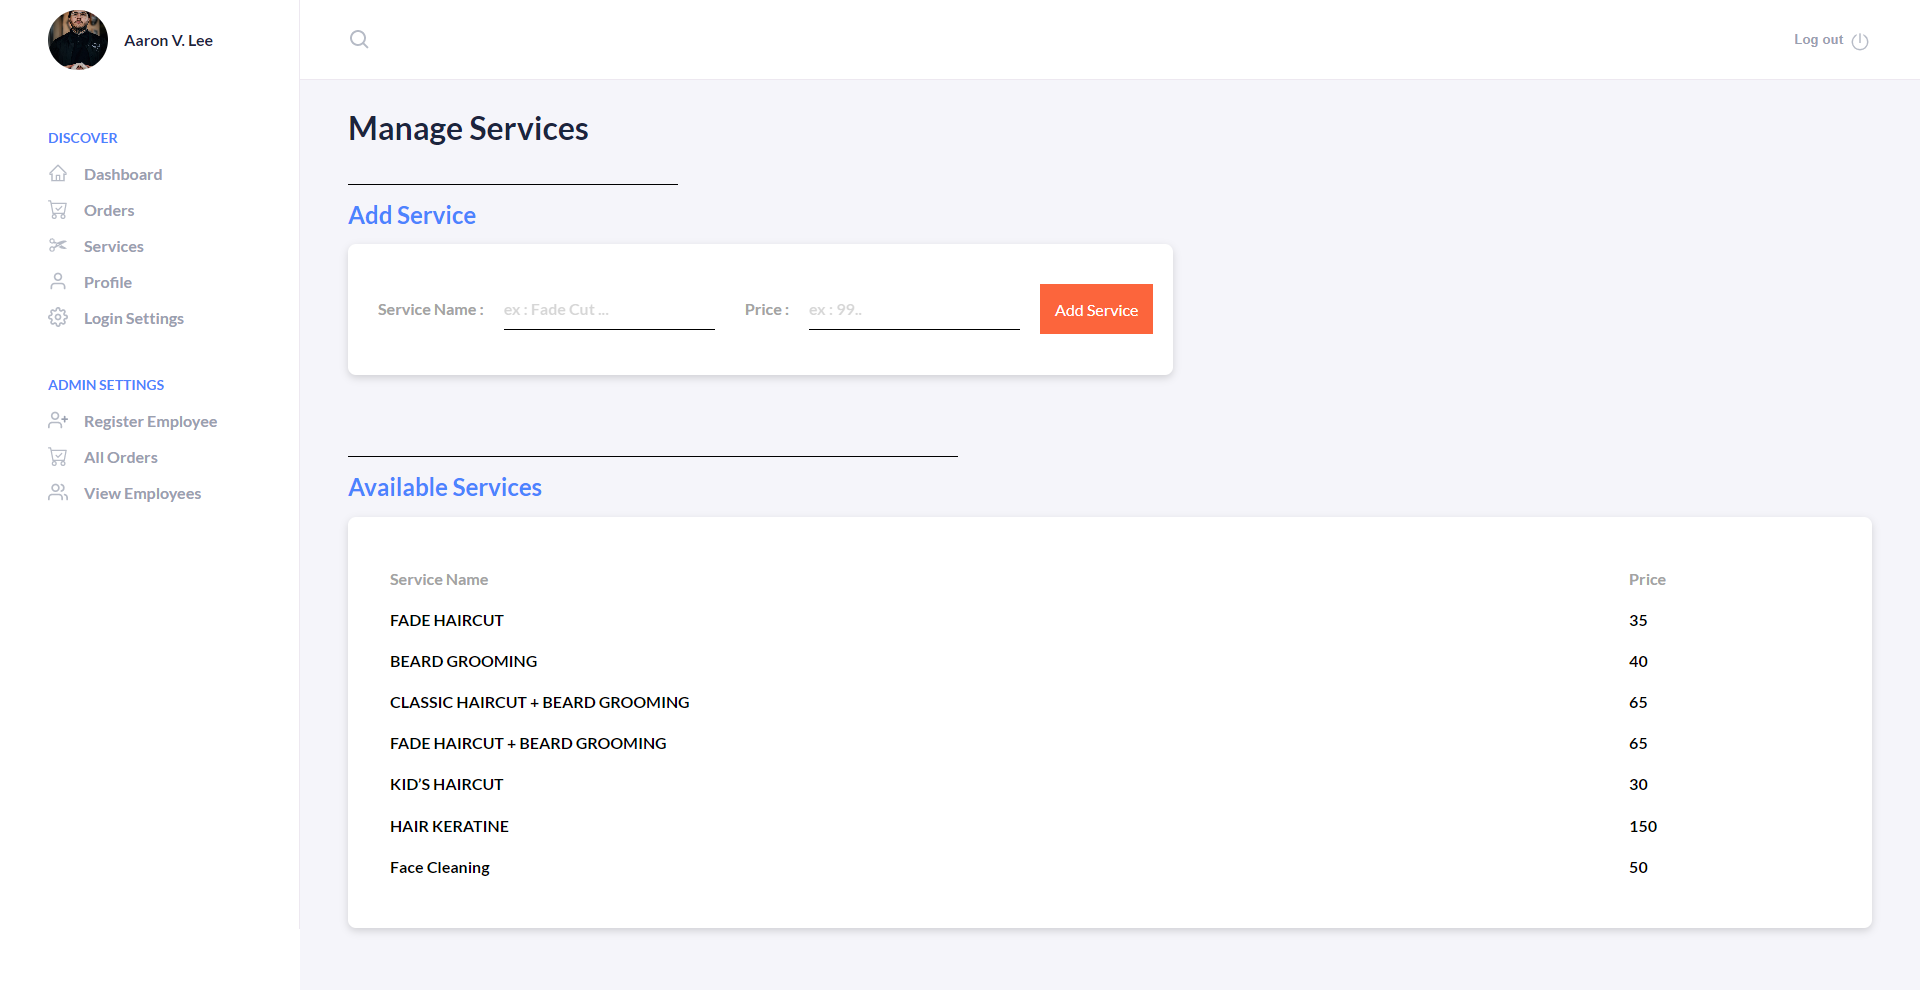 Aaron V. Lee
Log out
DISCOVER
Dashboard
Orders
Services
Profile
Login Settings
ADMIN SETTINGS
Register Employee
All Orders
View Employees
Manage Services
Add Service
Service Name : ex : Fade Cut ... Price : ex : 99.. Add Service
Available Services
Service Name Price
FADE HAIRCUT 35
BEARD GROOMING 40
CLASSIC HAIRCUT + BEARD GROOMING 65
FADE HAIRCUT + BEARD GROOMING 65
KID’S HAIRCUT 30
HAIR KERATINE 150
Face Cleaning 50